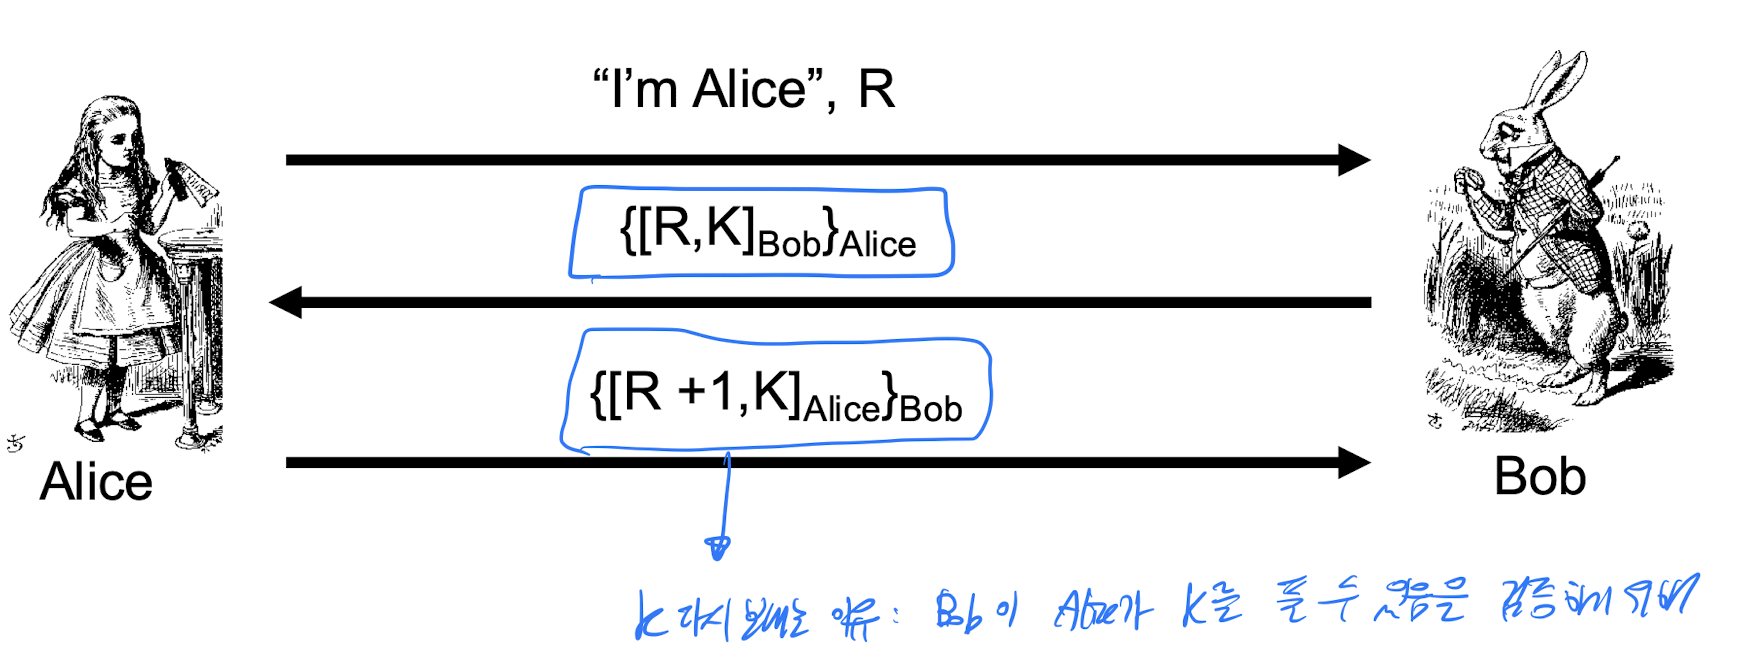 “I’m Alice”, R
{[R,K]Bob}Alice
{[R +1,K]Alice}Bob
Alice
Bob
K 다시 보내는 이유: Bob이 Alice가 K를 풀 수 있음을 검증하기 위해